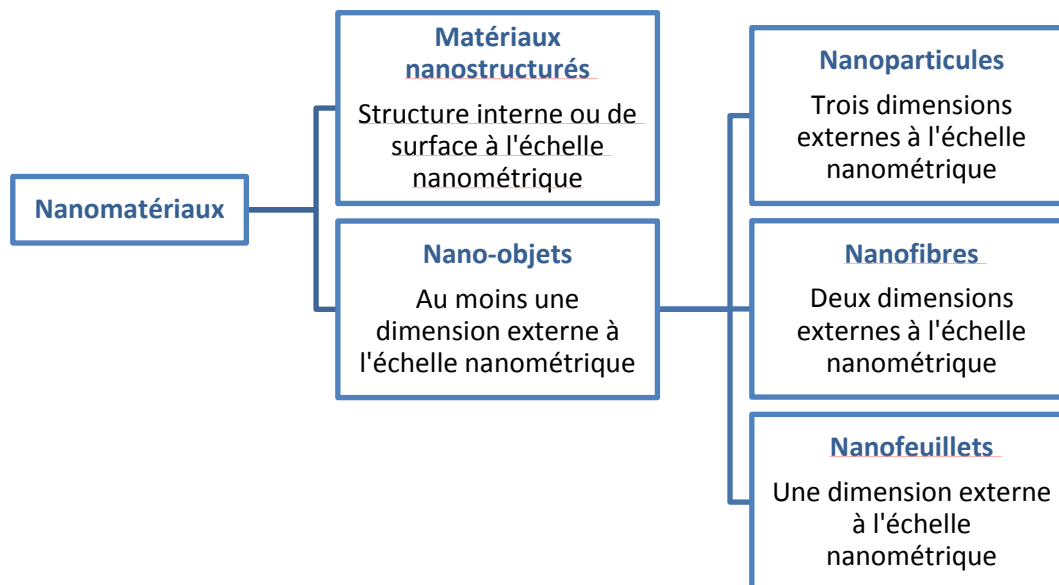 Nanomatériaux
Matériaux
nanostructurés
Structure interne ou de
surface à l'échelle
nanométrique
Nano-objets
Au moins une
dimension externe à
l'échelle nanométrique
Nanoparticules
Trois dimensions
externes à l'échelle
nanométrique
Nanofibres
Deux dimensions
externes à l'échelle
nanométrique
Nanofeuillets
Une dimension externe
à l'échelle
nanométrique